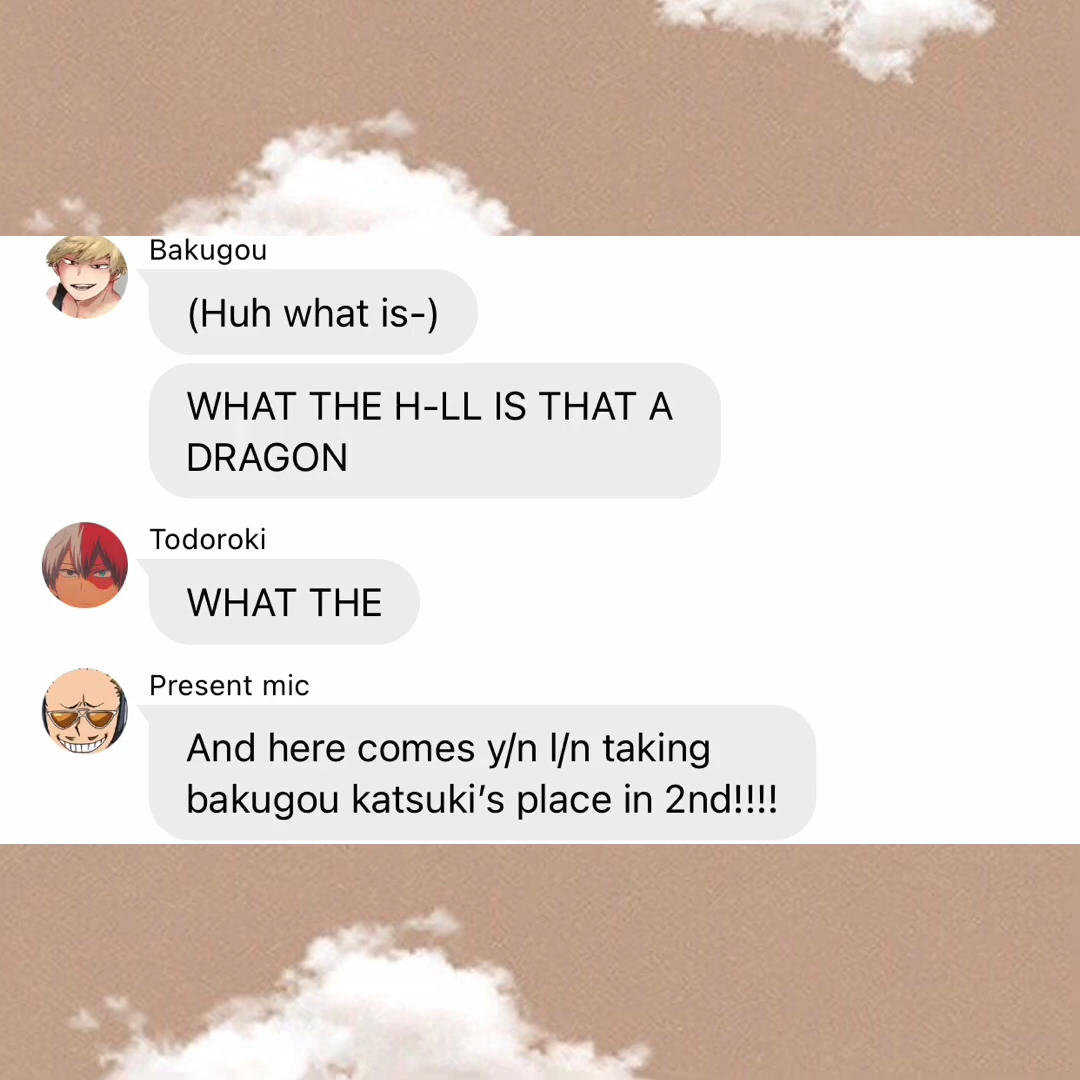 Bakugou
(Huh what is-)
WHAT THE H-LL IS THAT A
DRAGON
Todoroki
WHAT THE
Present mic
And here comes y/n l/n taking
bakugou katsuki’s place in 2nd!!!!